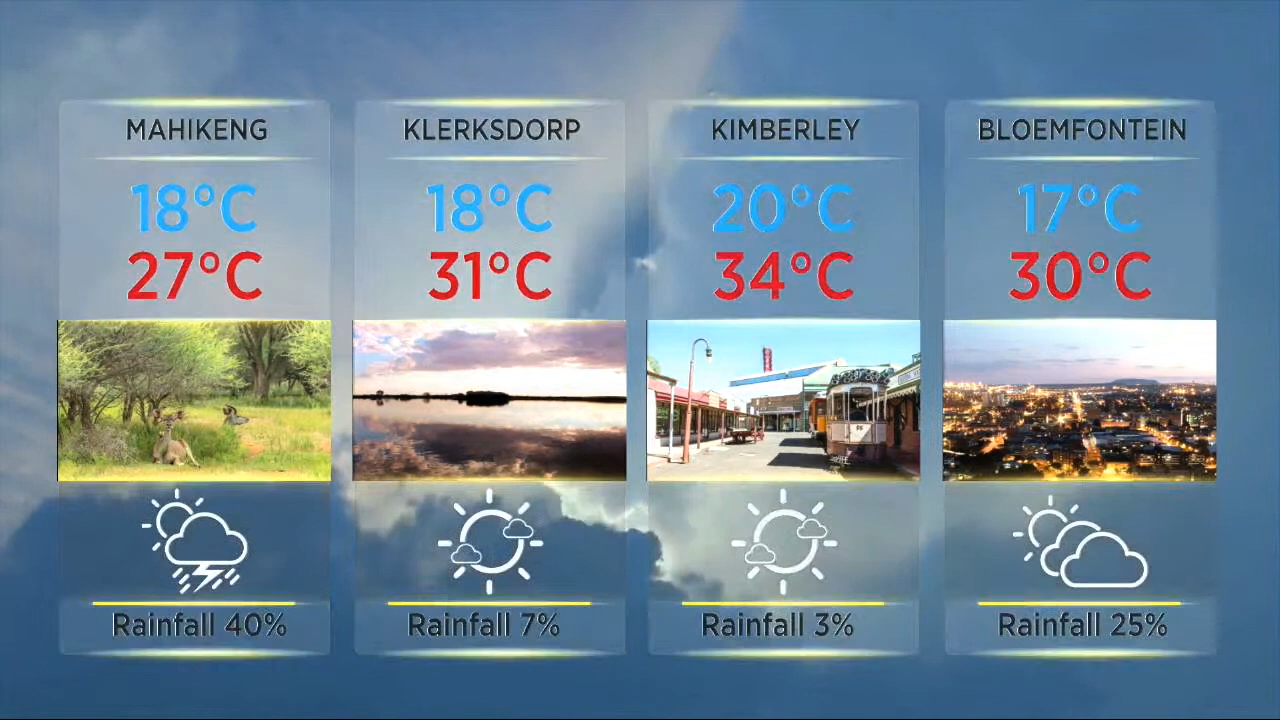 MAHIKENG
18°C
27°C
Rainfall 40%
KLERKSDORP
18°C
31°C
Rainfall 7%
KIMBERLEY
20°C
34°C
Rainfall 3%
BLOEMFONTEIN
17°C
30°C
Rainfall 25%